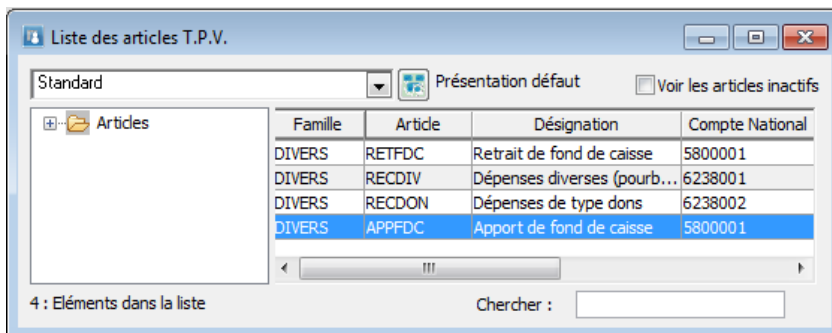 Liste des articles T.P.V.
Standard Présentation défaut Voir les articles inactifs
Articles
Famille Article Désignation Compte National
DIVERS RETFDC Retrait de fond de caisse 5800001
DIVERS RECDIV Dépenses diverses (pourb... 6238001
DIVERS RECDON Dépenses de type dons 6238002
DIVERS APPFDC Apport de fond de caisse 5800001
4 : Eléments dans la liste Chercher :